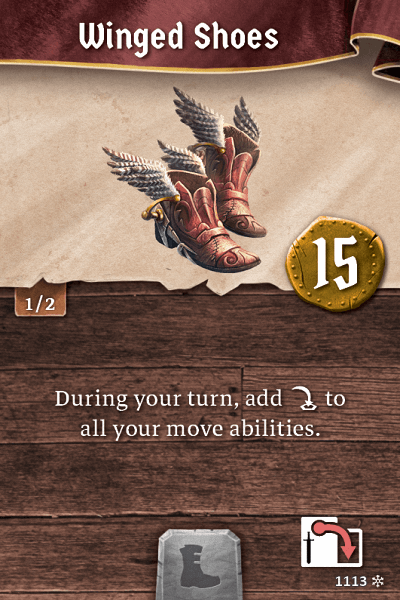 Winged Shoes
15
1/2
During your turn, add to
all your move abilities.
1113